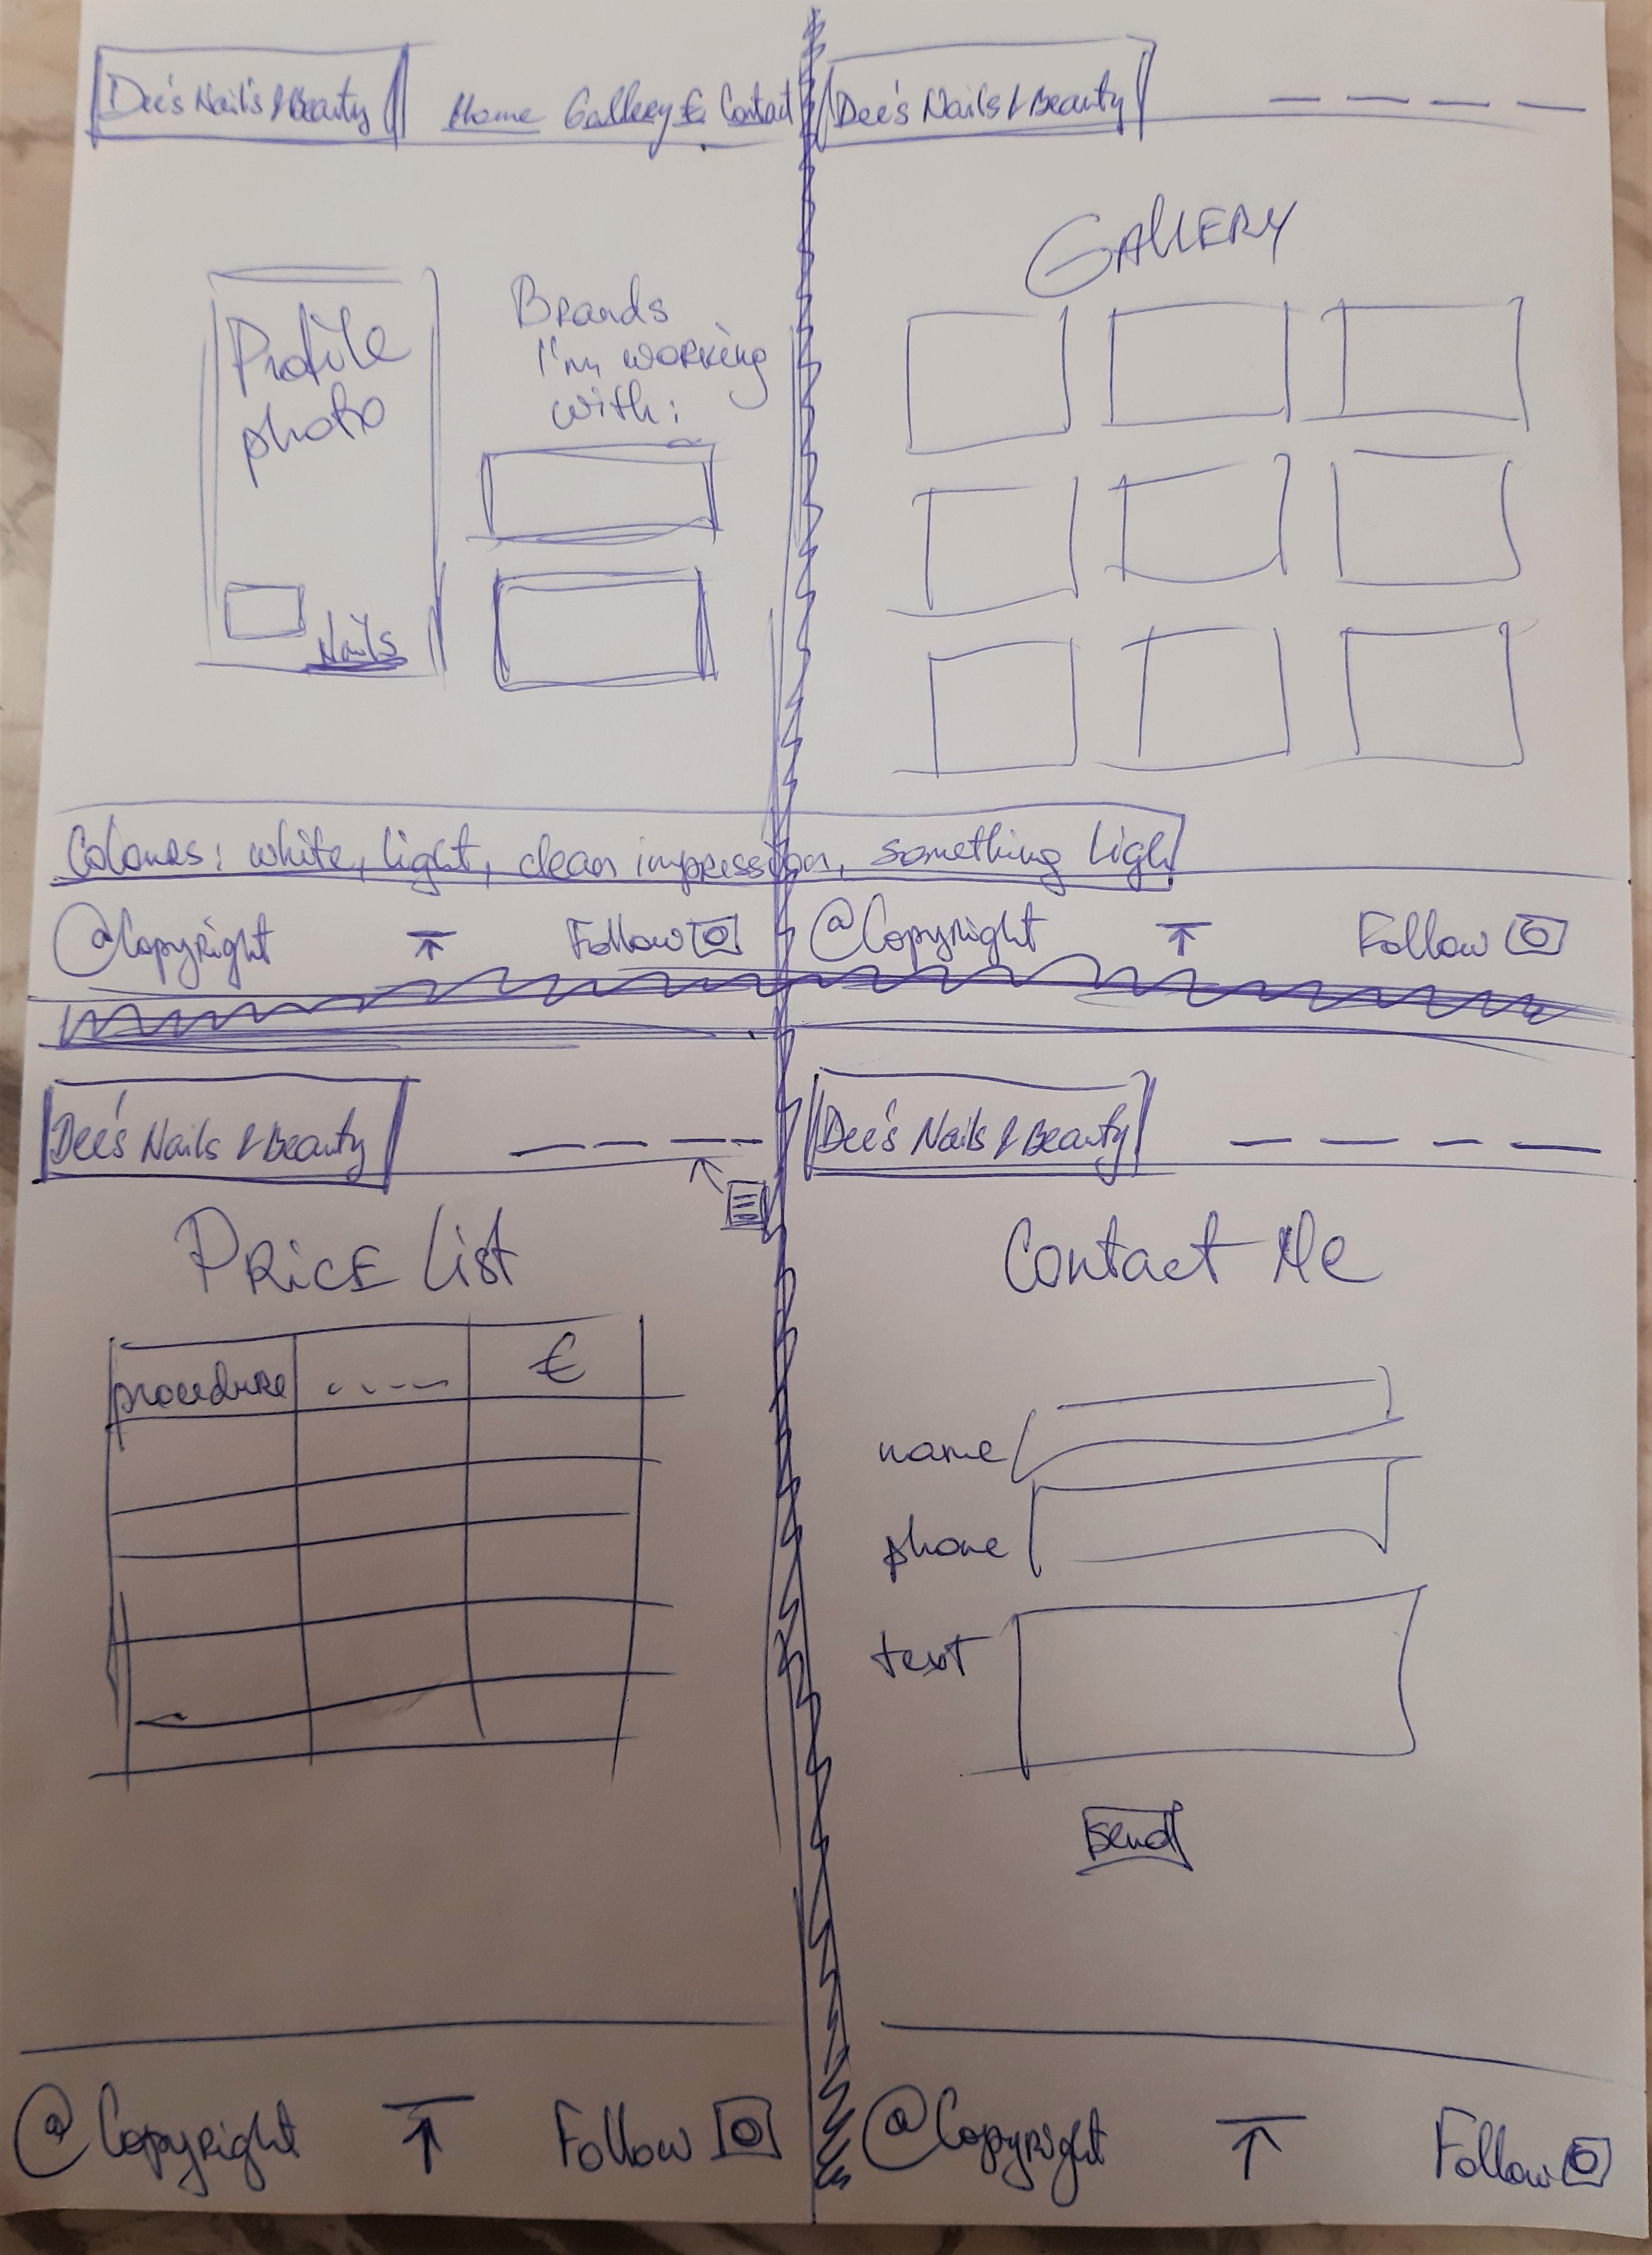 Dee's Nail's & Beauty
Home Gallery € Contact
Profile
photo
Nails
Brands
I'm working
with:
Dee's Nails & Beauty
GALLERY
Colours: white, light, clean impression, something Ligh
@Copyright
Follow
@Copyright
Follow
Dee's Nails & Beauty
PRiCE List
procedure
€
@Copyright
Follow
Dee's Nails & Beauty
Contact Me
name
phone
text
send
@Copyright
Follow